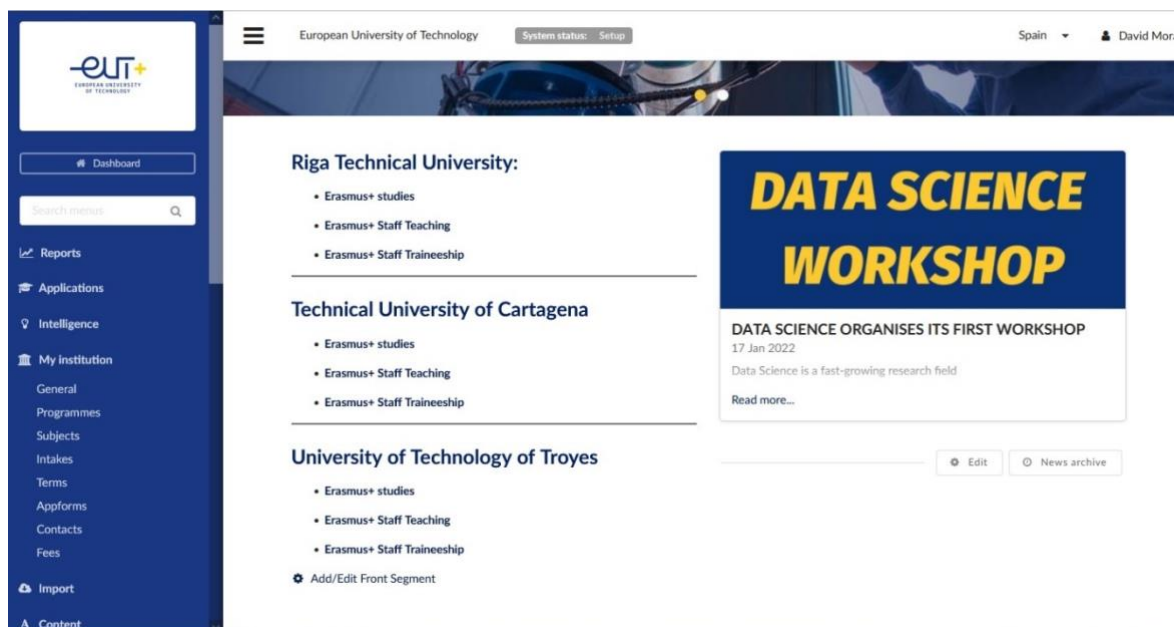 eut+
EUROPEAN UNIVERSITY
OF TECHNOLOGY
Dashboard
Search menus
Reports
Applications
Intelligence
My institution
General
Programmes
Subjects
Intakes
Terms
Appforms
Contacts
Fees
Import
Content
European University of Technology
System status: Setup
Spain
David Mor
Riga Technical University:
• Erasmus+ studies
• Erasmus+ Staff Teaching
• Erasmus+ Staff Traineeship
Technical University of Cartagena
• Erasmus+ studies
• Erasmus+ Staff Teaching
• Erasmus+ Staff Traineeship
University of Technology of Troyes
• Erasmus+ studies
• Erasmus+ Staff Teaching
• Erasmus+ Staff Traineeship
Add/Edit Front Segment
DATA SCIENCE
WORKSHOP
DATA SCIENCE ORGANISES ITS FIRST WORKSHOP
17 Jan 2022
Data Science is a fast-growing research field
Read more...
Edit
News archive